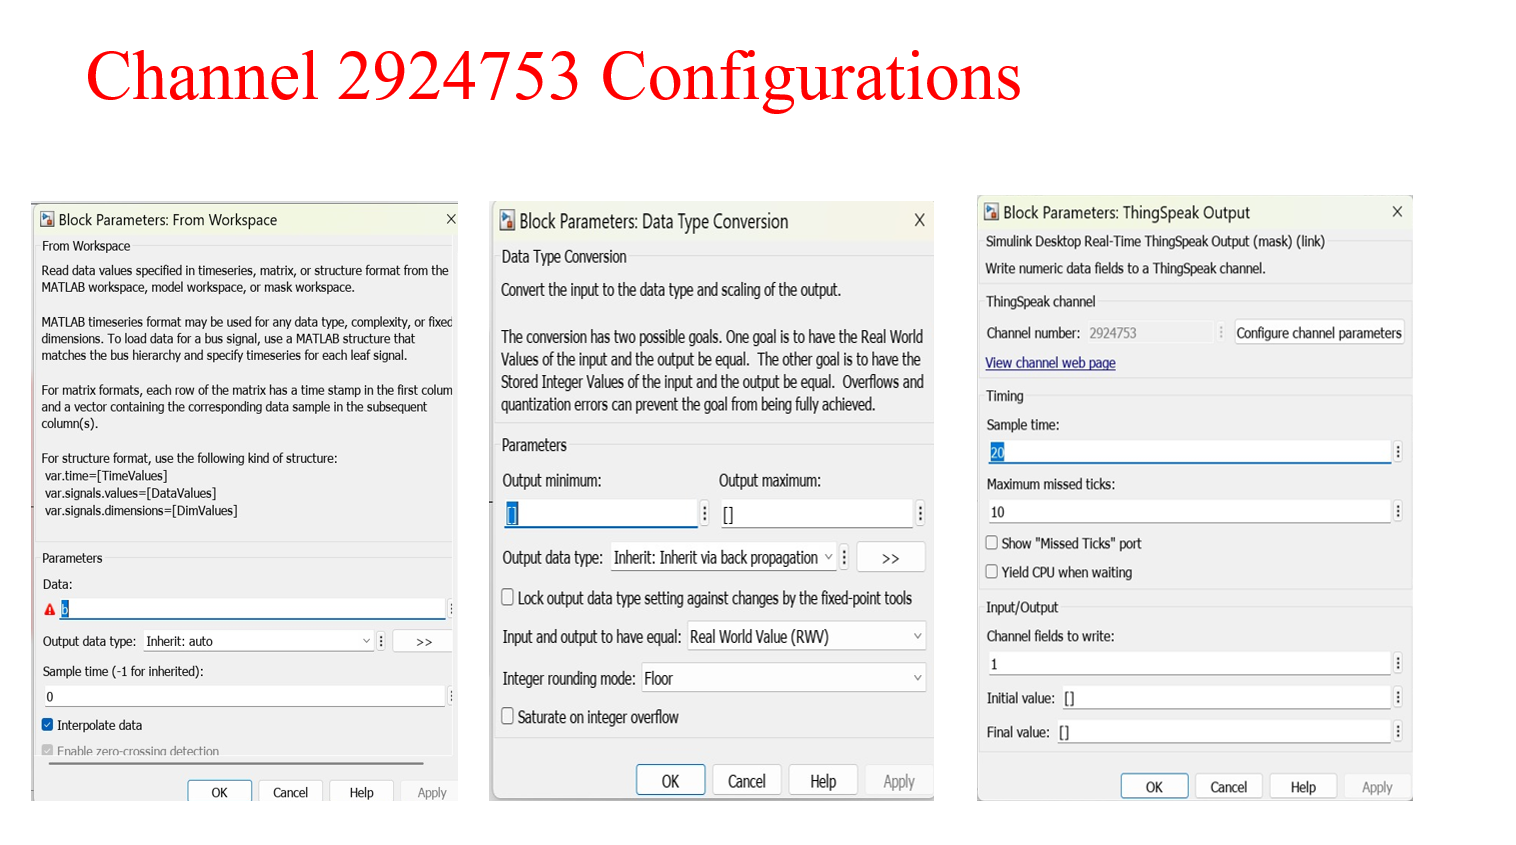 Channel 2924753 Configurations
Block Parameters: From Workspace
From Workspace
Read data values specified in timeseries, matrix, or structure format from the
MATLAB workspace, model workspace, or mask workspace.
MATLAB timeseries format may be used for any data type, complexity, or fixed
dimensions. To load data for a bus signal, use a MATLAB structure that
matches the bus hierarchy and specify timeseries for each leaf signal.
For matrix formats, each row of the matrix has a time stamp in the first colum
and a vector containing the corresponding data sample in the subsequent
column(s).
For structure format, use the following kind of structure:
var.time=[TimeValues]
var.signals.values=[DataValues]
var.signals.dimensions=[DimValues]
Parameters
Data:
b
Output data type: Inherit: auto >>
Sample time (-1 for inherited):
0
Interpolate data
Enable zero-crossing detection
OK Cancel Help Apply
Block Parameters: Data Type Conversion X
Data Type Conversion
Convert the input to the data type and scaling of the output.
The conversion has two possible goals. One goal is to have the Real World
Values of the input and the output be equal. The other goal is to have the
Stored Integer Values of the input and the output be equal. Overflows and
quantization errors can prevent the goal from being fully achieved.
Parameters
Output minimum: Output maximum:
[] []
Output data type: Inherit: Inherit via back propagation >>
Lock output data type setting against changes by the fixed-point tools
Input and output to have equal: Real World Value (RWV)
Integer rounding mode: Floor
Saturate on integer overflow
OK Cancel Help Apply
Block Parameters: ThingSpeak Output X
Simulink Desktop Real-Time ThingSpeak Output (mask) (link)
Write numeric data fields to a ThingSpeak channel.
ThingSpeak channel
Channel number: 2924753 Configure channel parameters
View channel web page
Timing
Sample time:
20
Maximum missed ticks:
10
Show "Missed Ticks" port
Yield CPU when waiting
Input/Output
Channel fields to write:
1
Initial value: []
Final value: []
OK Cancel Help Apply